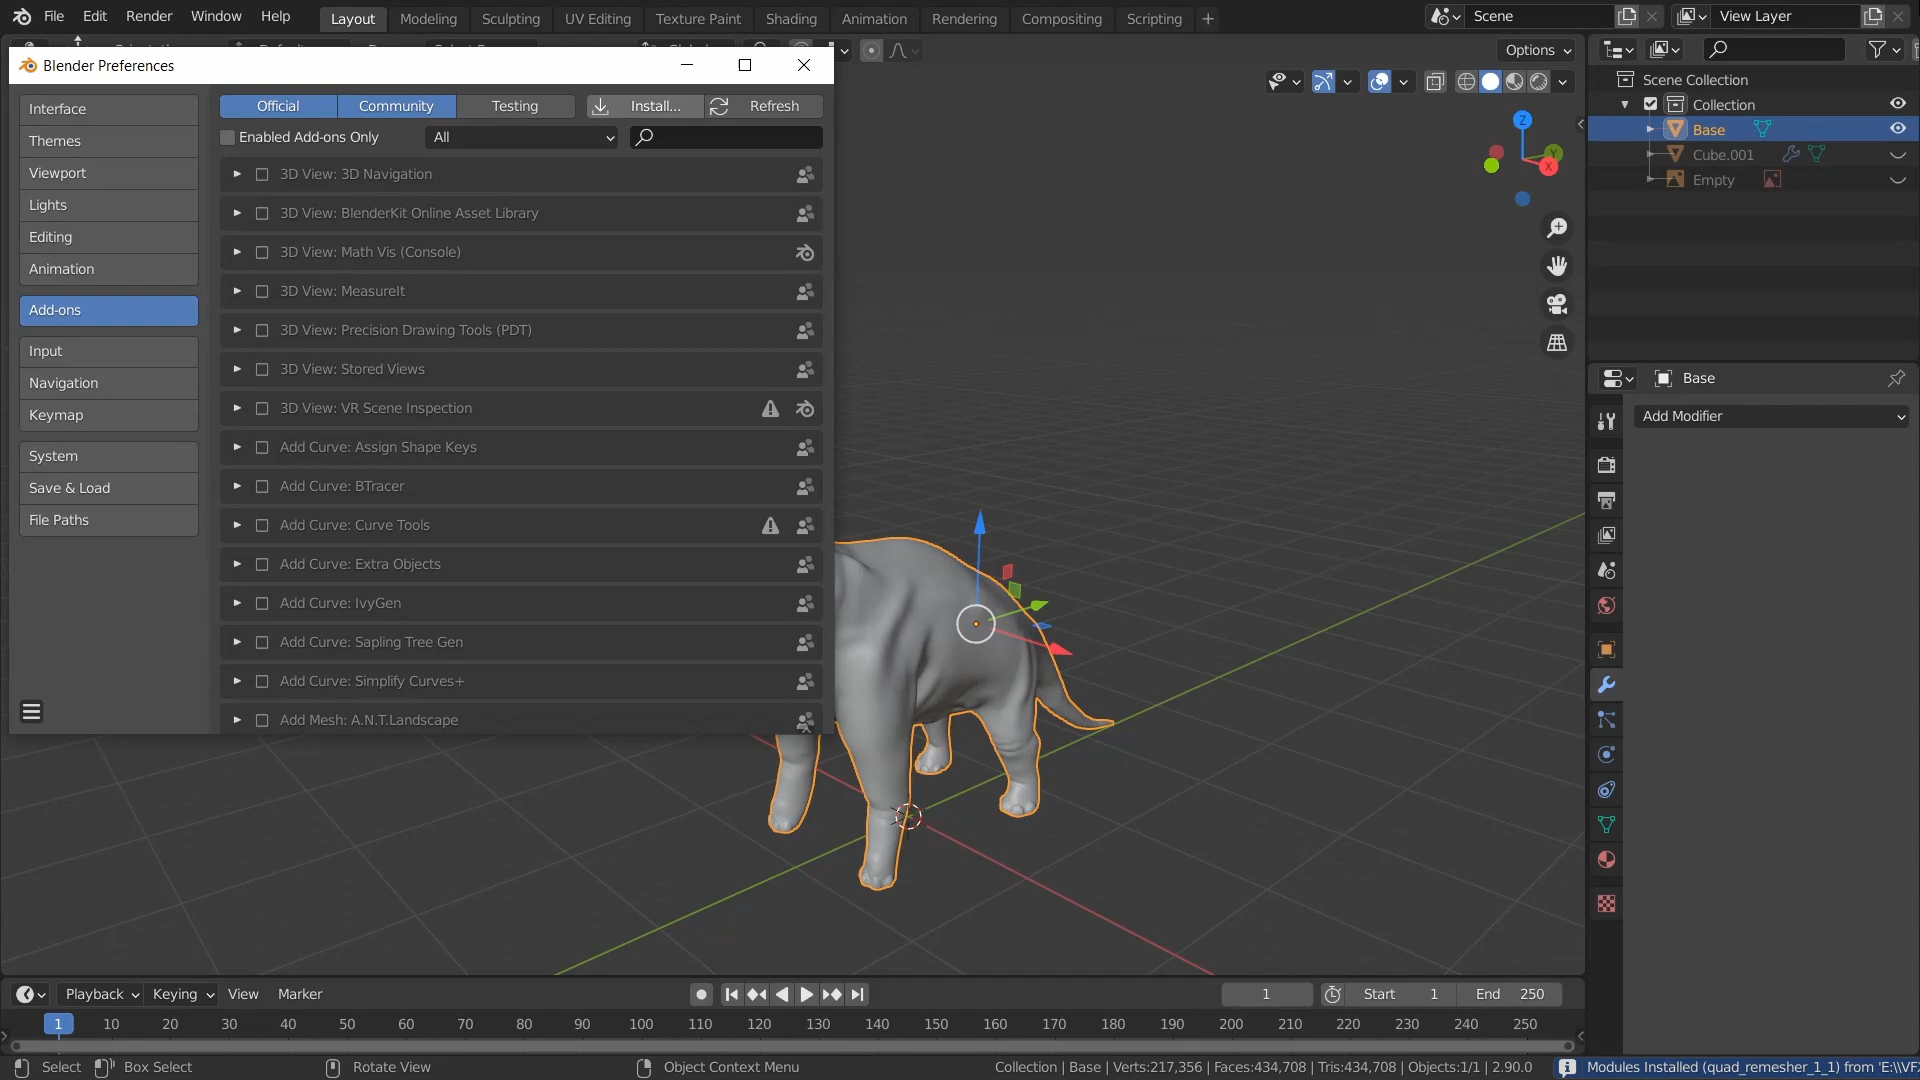 File Edit Render Window Help Layout Modeling Sculpting UV Editing Texture Paint Shading Animation Rendering Compositing Scripting + Scene View Layer
Options
Blender Preferences
Interface
Themes
Viewport
Lights
Editing
Animation
Add-ons
Input
Navigation
Keymap
System
Save & Load
File Paths
Official Community Testing Install... Refresh
Enabled Add-ons Only All
3D View: 3D Navigation
3D View: BlenderKit Online Asset Library
3D View: Math Vis (Console)
3D View: MeasureIt
3D View: Precision Drawing Tools (PDT)
3D View: Stored Views
3D View: VR Scene Inspection
Add Curve: Assign Shape Keys
Add Curve: BTracer
Add Curve: Curve Tools
Add Curve: Extra Objects
Add Curve: IvyGen
Add Curve: Sapling Tree Gen
Add Curve: Simplify Curves+
Add Mesh: A.N.T.Landscape
Z
Y
X
Scene Collection
Collection
Base
Cube.001
Empty
Base
Add Modifier
Playback Keying View Marker 1 Start 1 End 250
1 10 20 30 40 50 60 70 80 90 100 110 120 130 140 150 160 170 180 190 200 210 220 230 240 250
Select Box Select Rotate View Object Context Menu Collection | Base | Verts:217,356 | Faces:434,708 | Tris:434,708 | Objects:1/1 | 2.90.0 Modules Installed (quad_remesher_1_1) from 'E:\\VF